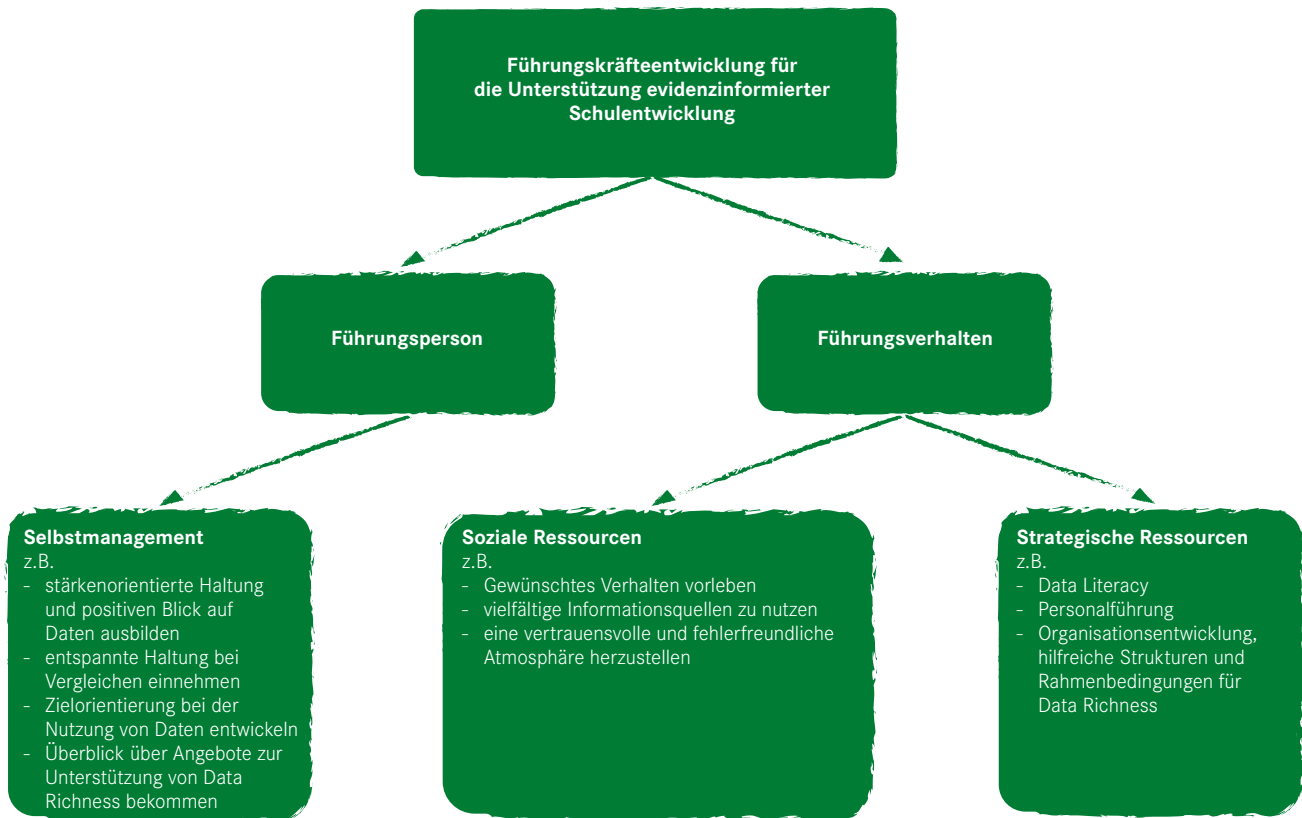 Führungskräfteentwicklung für
die Unterstützung evidenzinformierter
Schulentwicklung
Führungsperson
Führungsverhalten
Selbstmanagement
z.B.
- stärkenorientierte Haltung
und positiven Blick auf
Daten ausbilden
- entspannte Haltung bei
Vergleichen einnehmen
- Zielorientierung bei der
Nutzung von Daten entwickeln
- Überblick über Angebote zur
Unterstützung von Data
Richness bekommen
Soziale Ressourcen
z.B.
- Gewünschtes Verhalten vorleben
- vielfältige Informationsquellen zu nutzen
- eine vertrauensvolle und fehlerfreundliche
Atmosphäre herzustellen
Strategische Ressourcen
z.B.
- Data Literacy
- Personalführung
- Organisationsentwicklung,
hilfreiche Strukturen und
Rahmenbedingungen für
Data Richness